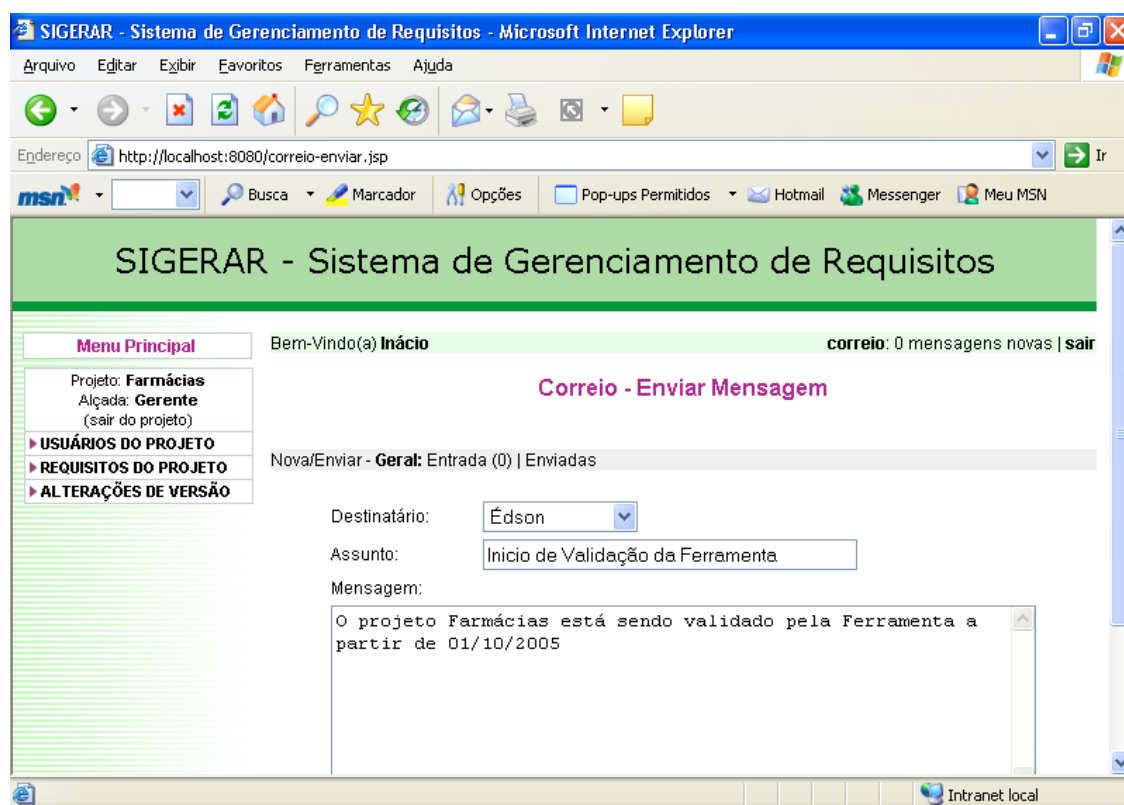 SIGERAR - Sistema de Gerenciamento de Requisitos - Microsoft Internet Explorer
Arquivo Editar Exibir Favoritos Ferramentas Ajuda
Endereço http://localhost:8080/correio-enviar.jsp Ir
msn Busca Marcador Opções Pop-ups Permitidos Hotmail Messenger Meu MSN
SIGERAR - Sistema de Gerenciamento de Requisitos
Menu Principal
Projeto: Farmácias
Alçada: Gerente
(sair do projeto)
USUÁRIOS DO PROJETO
REQUISITOS DO PROJETO
ALTERAÇÕES DE VERSÃO
Bem-Vindo(a) Inácio correio: 0 mensagens novas | sair
Correio - Enviar Mensagem
Nova/Enviar - Geral: Entrada (0) | Enviadas
Destinatário: Édson
Assunto: Inicio de Validação da Ferramenta
Mensagem:
O projeto Farmácias está sendo validado pela Ferramenta a
partir de 01/10/2005
Intranet local